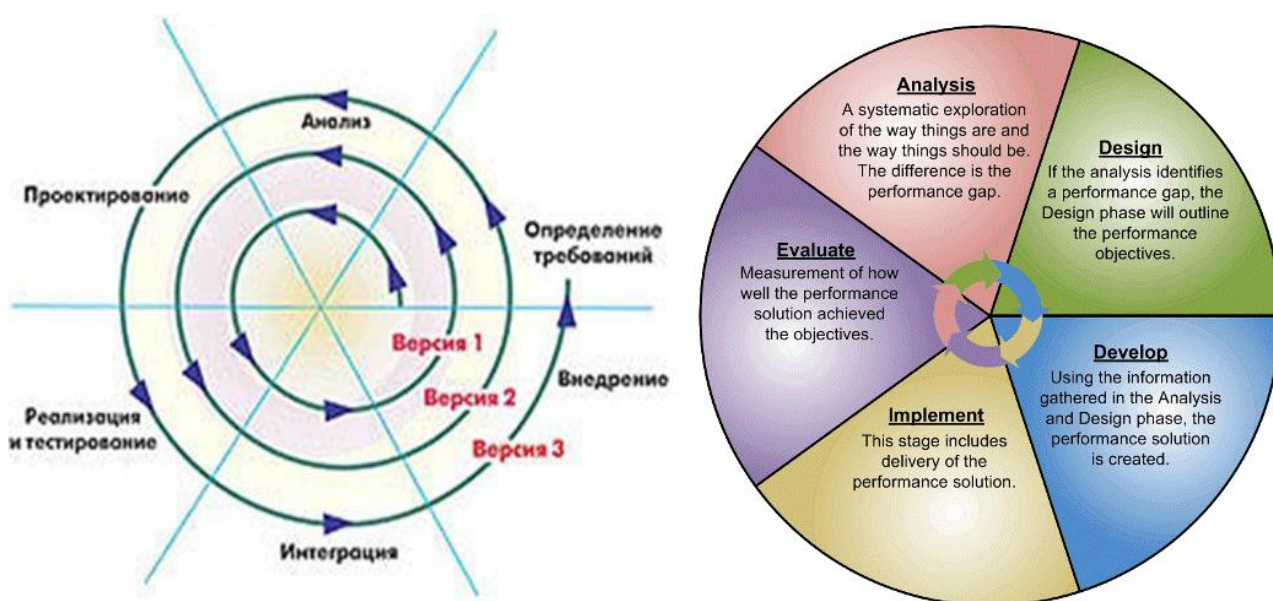 Анализ
Проектирование
Определение
требований
Версия 1
Версия 2
Версия 3
Внедрение
Реализация
и тестирование
Интеграция
Analysis
A systematic exploration
of the way things are and
the way things should be.
The difference is the
performance gap.
Design
If the analysis identifies
a performance gap, the
Design phase will outline
the performance
objectives.
Evaluate
Measurement of how
well the performance
solution achieved
the objectives.
Develop
Using the information
gathered in the Analysis
and Design phase, the
performance solution
is created.
Implement
This stage includes
delivery of the
performance solution.